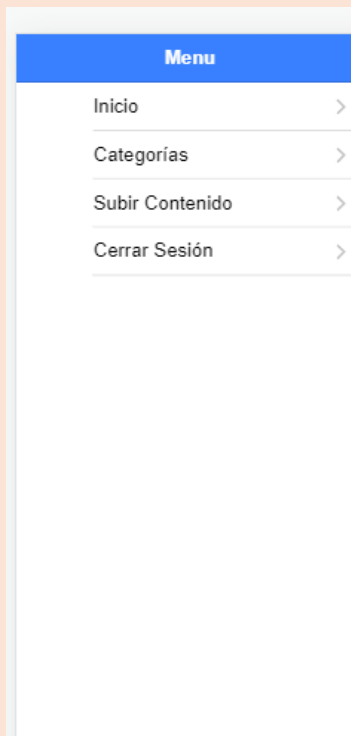 Menu
Inicio
Categorías
Subir Contenido
Cerrar Sesión